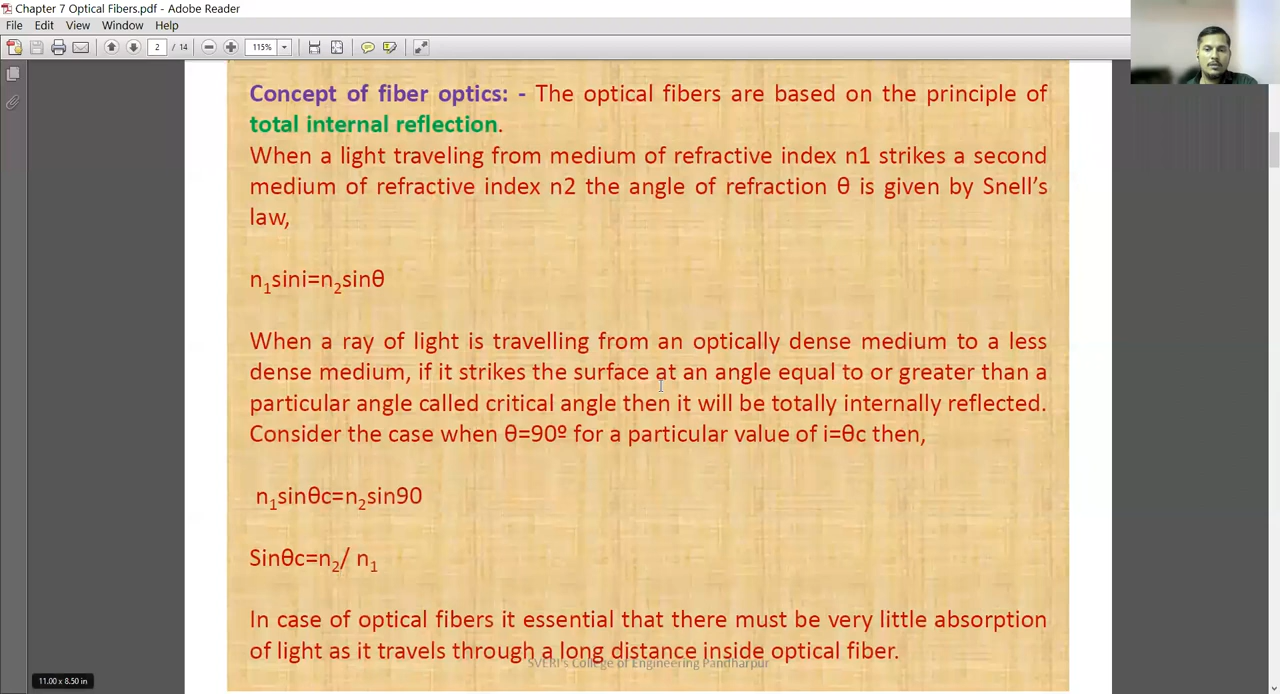 Chapter 7 Optical Fibers.pdf - Adobe Reader
File Edit View Window Help
2 / 14 115%
Concept of fiber optics: - The optical fibers are based on the principle of
total internal reflection.
When a light traveling from medium of refractive index n1 strikes a second
medium of refractive index n2 the angle of refraction θ is given by Snell’s
law,
n₁sini=n₂sinθ
When a ray of light is travelling from an optically dense medium to a less
dense medium, if it strikes the surface at an angle equal to or greater than a
particular angle called critical angle then it will be totally internally reflected.
Consider the case when θ=90º for a particular value of i=θc then,
n₁sinθc=n₂sin90
Sinθc=n₂/ n₁
In case of optical fibers it essential that there must be very little absorption
of light as it travels through a long distance inside optical fiber.
SVERI's College of Engineering Pandharpur
11.00 x 8.50 in